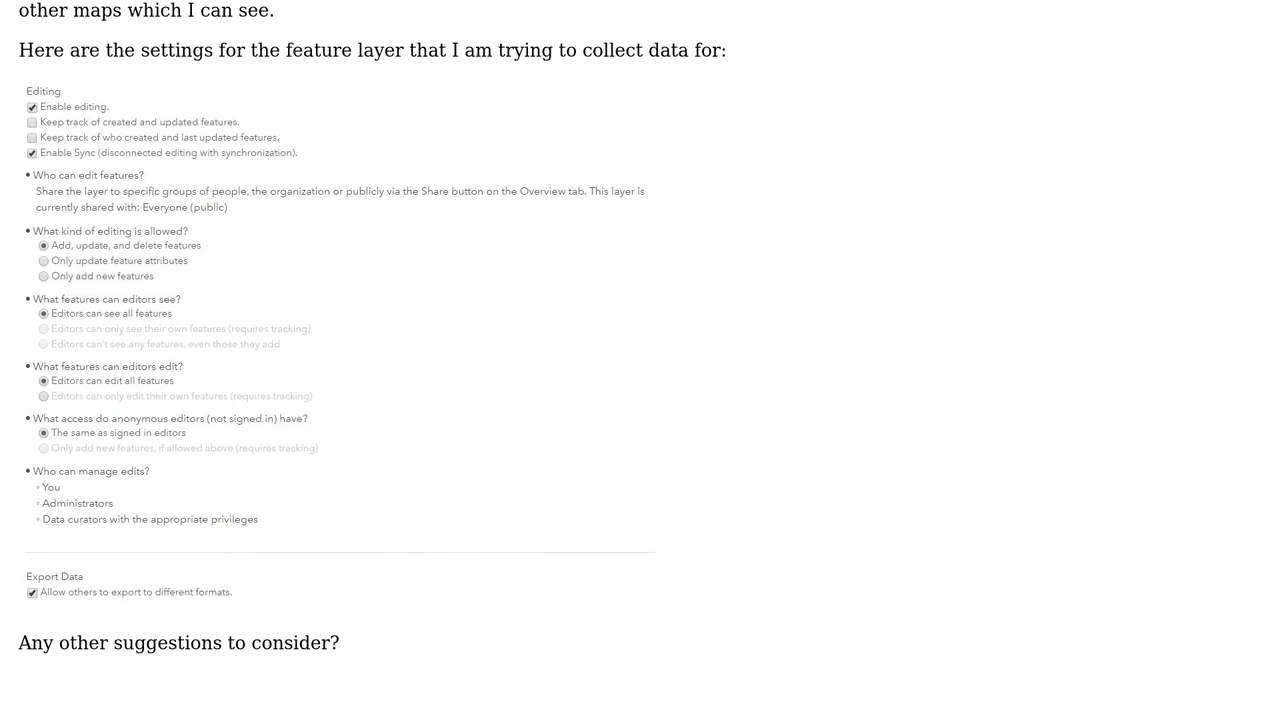 other maps which I can see.
Here are the settings for the feature layer that I am trying to collect data for:
Editing
Enable editing.
Keep track of created and updated features.
Keep track of who created and last updated features.
Enable Sync (disconnected editing with synchronization).
• Who can edit features?
Share the layer to specific groups of people, the organization or publicly via the Share button on the Overview tab. This layer is
currently shared with: Everyone (public)
• What kind of editing is allowed?
Add, update, and delete features
Only update feature attributes
Only add new features
• What features can editors see?
Editors can see all features
Editors can only see their own features (requires tracking)
Editors can't see any features, even those they add
• What features can editors edit?
Editors can edit all features
Editors can only edit their own features (requires tracking)
• What access do anonymous editors (not signed in) have?
The same as signed in editors
Only add new features, if allowed above (requires tracking)
• Who can manage edits?
◦ You
◦ Administrators
◦ Data curators with the appropriate privileges
Export Data
Allow others to export to different formats.
Any other suggestions to consider?